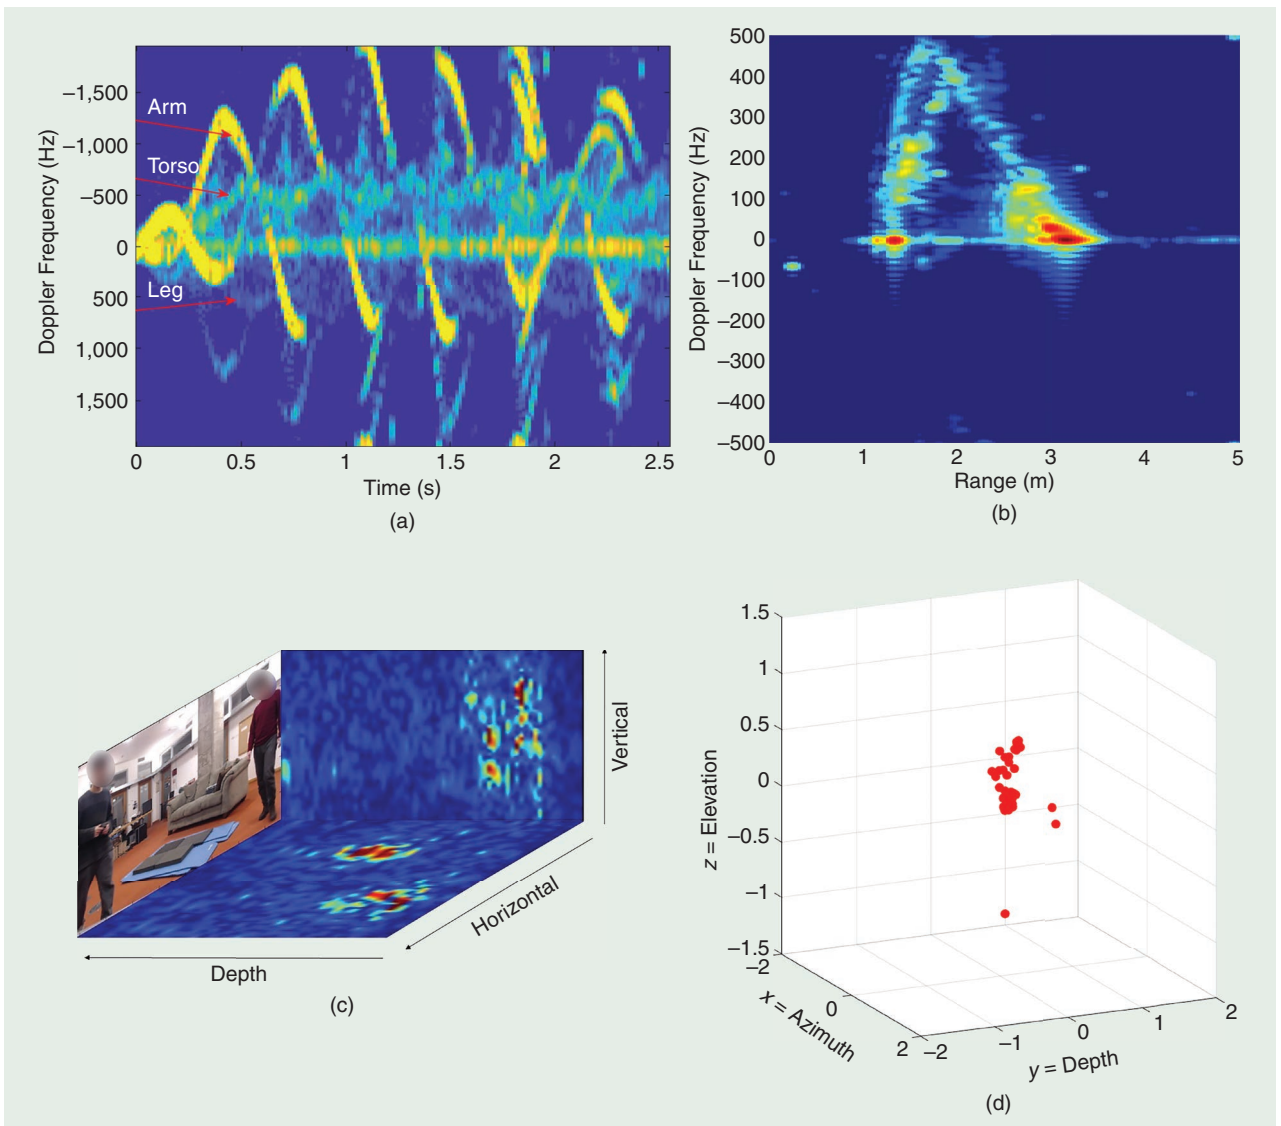 Doppler Frequency (Hz)
–1,500
–1,000
–500
0
500
1,000
1,500
Arm
Torso
Leg
0
0.5
1
1.5
2
2.5
Time (s)
(a)
Doppler Frequency (Hz)
500
400
300
200
100
0
–100
–200
–300
–400
–500
0
1
2
3
4
5
Range (m)
(b)
Vertical
Horizontal
Depth
(c)
z = Elevation
1.5
1
0.5
0
–0.5
–1
–1.5
–2
0
2
x = Azimuth
–2
–1
0
1
2
y = Depth
(d)